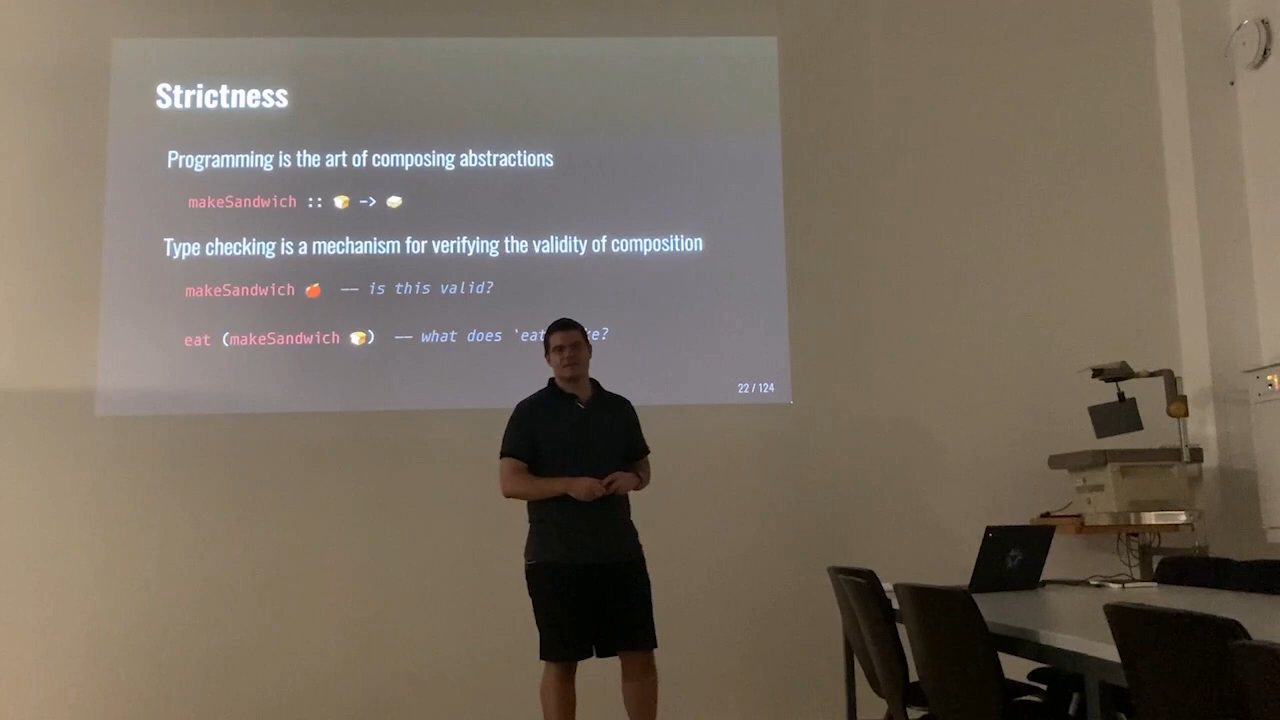 Strictness
Programming is the art of composing abstractions
makeSandwich :: 🍞 -> 🥪
Type checking is a mechanism for verifying the validity of composition
makeSandwich 🍎 -- is this valid?
eat (makeSandwich 🍞) -- what does `eat
22 / 124